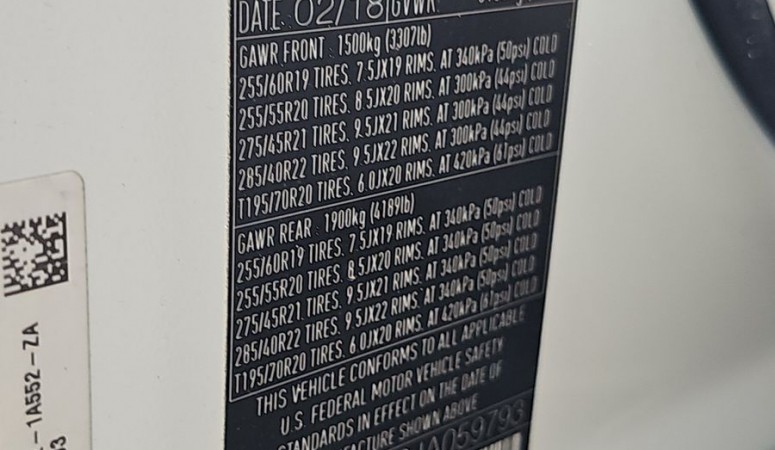 DATE: 02/18 GVWR
GAWR FRONT 1500kg (3307lb)
255/60R19 TIRES, 7.5JX19 RIMS, AT 340kPa (50psi) COLD
255/55R20 TIRES, 8.5JX20 RIMS, AT 300kPa (44psi) COLD
275/45R21 TIRES, 9.5JX21 RIMS, AT 300kPa (44psi) COLD
285/40R22 TIRES, 9.5JX22 RIMS, AT 300kPa (44psi) COLD
T195/70R20 TIRES, 6.0JX20 RIMS, AT 420kPa (61psi) COLD
GAWR REAR 1900kg (4189lb)
255/60R19 TIRES, 7.5JX19 RIMS, AT 340kPa (50psi) COLD
255/55R20 TIRES, 8.5JX20 RIMS, AT 340kPa (50psi) COLD
275/45R21 TIRES, 9.5JX21 RIMS, AT 340kPa (50psi) COLD
285/40R22 TIRES, 9.5JX22 RIMS, AT 340kPa (50psi) COLD
T195/70R20 TIRES, 6.0JX20 RIMS, AT 420kPa (61psi) COLD
THIS VEHICLE CONFORMS TO ALL APPLICABLE
U.S. FEDERAL MOTOR VEHICLE SAFETY
STANDARDS IN EFFECT ON THE DATE OF
MANUFACTURE SHOWN ABOVE
A059793
-1A552-ZA